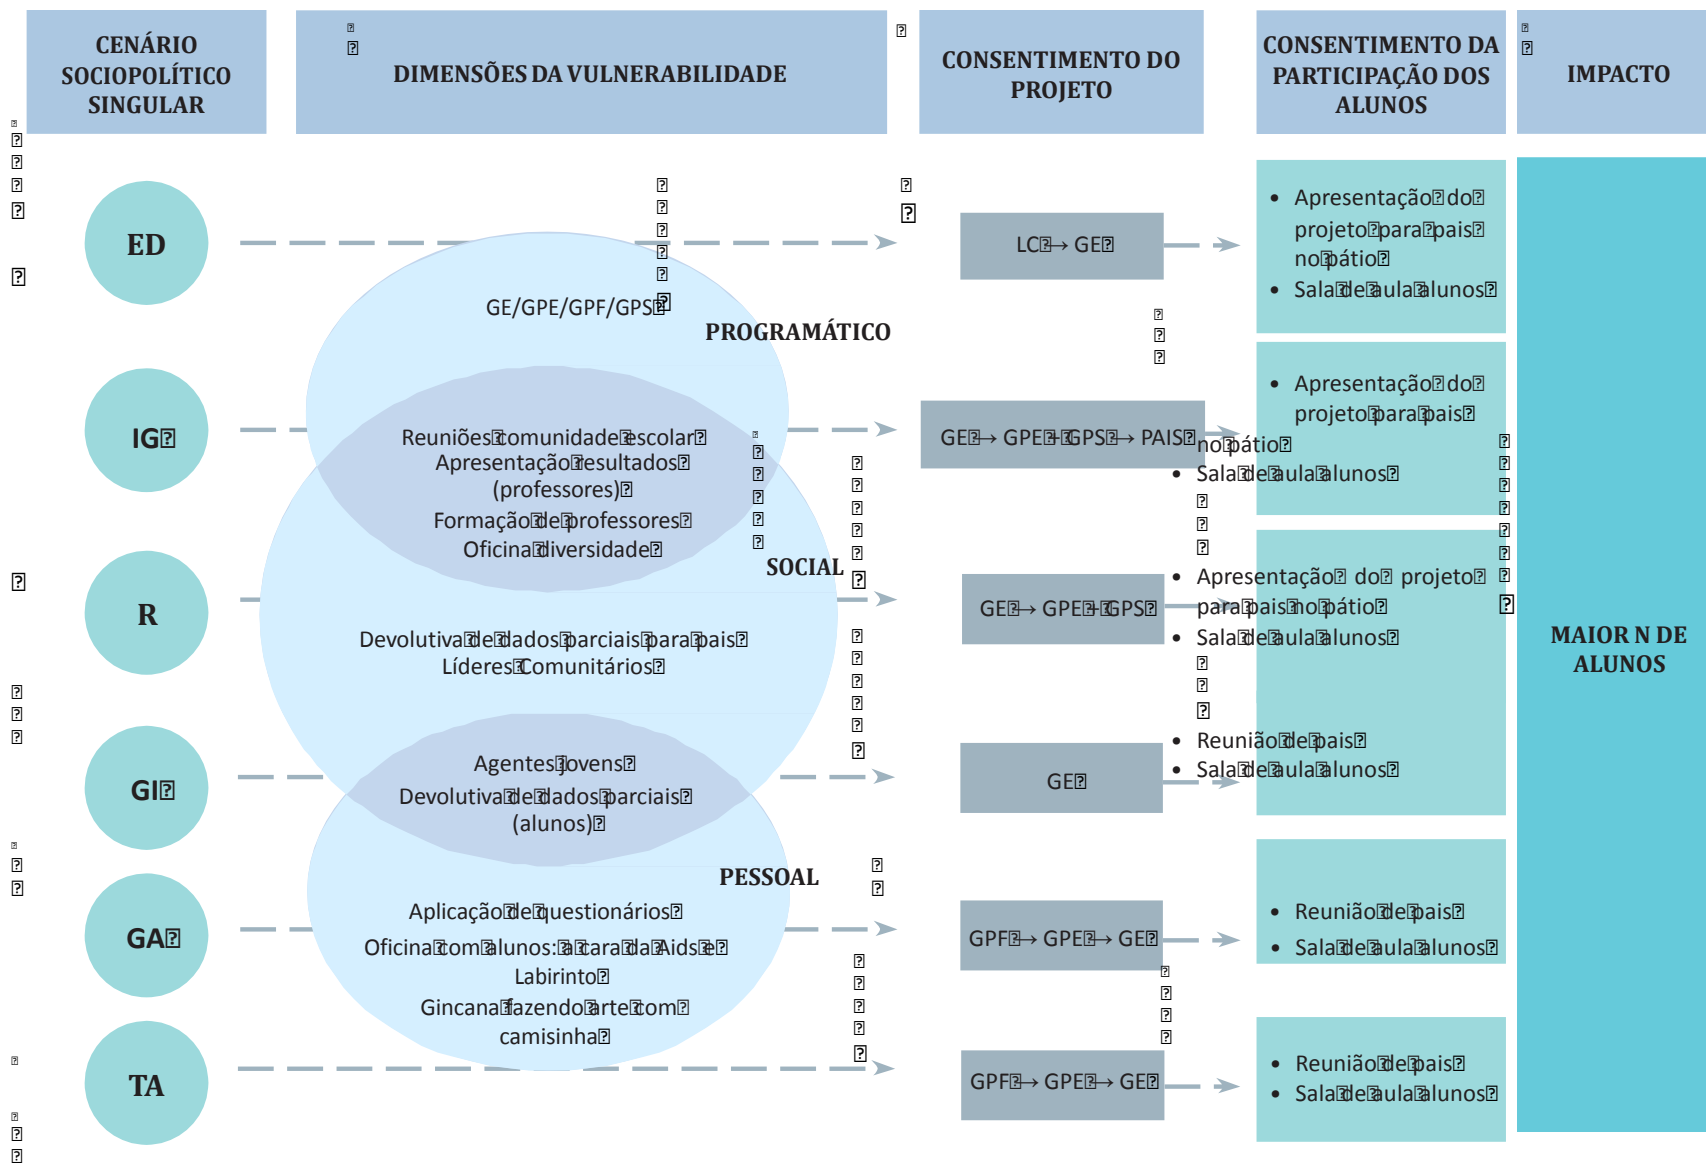 CENÁRIO
SOCIOPOLÍTICO
SINGULAR
DIMENSÕES DA VULNERABILIDADE
CONSENTIMENTO DO
PROJETO
CONSENTIMENTO DA
PARTICIPAÇÃO DOS
ALUNOS
IMPACTO
ED
GE/GPE/GPF/GPS
PROGRAMÁTICO
LC → GE
• Apresentação do
projeto para pais
no pátio
• Sala de aula alunos
IG
Reuniões comunidade escolar
Apresentação resultados
(professores)
Formação de professores
Oficina diversidade
GE → GPE + GPS → PAIS
• Apresentação do
projeto para pais
no pátio
• Sala de aula alunos
R
SOCIAL
Devolutiva de dados parciais para pais
Líderes Comunitários
GE → GPE + GPS
• Apresentação do projeto
para pais no pátio
• Sala de aula alunos
MAIOR N DE
ALUNOS
GI
Agentes jovens
Devolutiva de dados parciais
(alunos)
GE
• Reunião de pais
• Sala de aula alunos
PESSOAL
GA
Aplicação de questionários
Oficina com alunos: a cara da Aids e
Labirinto
Gincana fazendo arte com
camisinha
GPF → GPE → GE
• Reunião de pais
• Sala de aula alunos
TA
GPF → GPE → GE
• Reunião de pais
• Sala de aula alunos